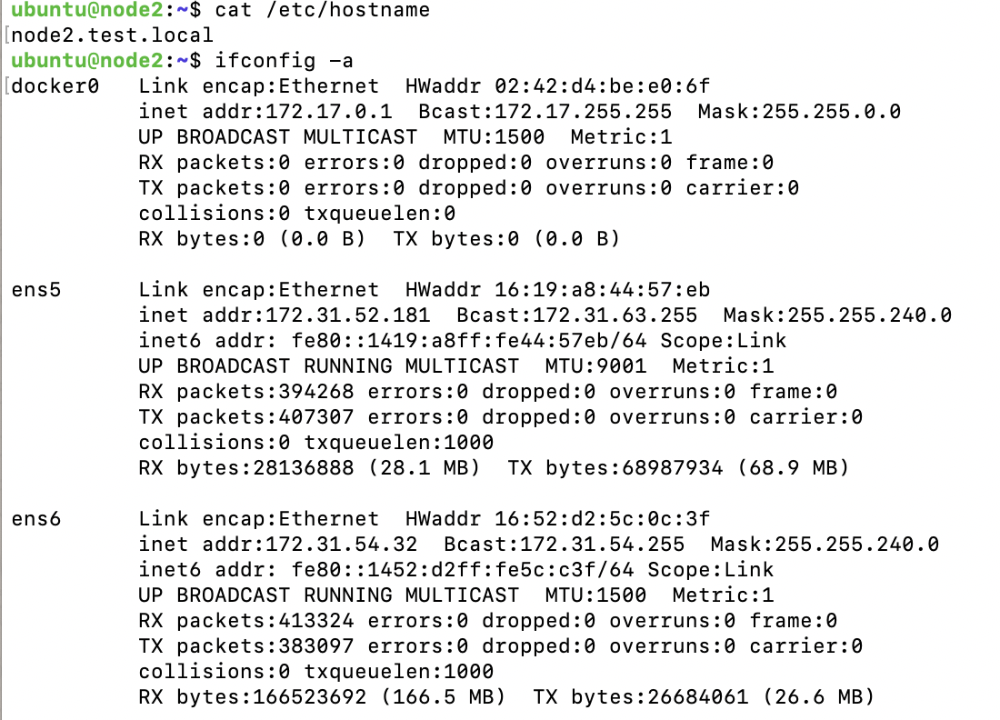 ubuntu@node2:~$ cat /etc/hostname
[node2.test.local
ubuntu@node2:~$ ifconfig -a
[docker0   Link encap:Ethernet  HWaddr 02:42:d4:be:e0:6f
          inet addr:172.17.0.1  Bcast:172.17.255.255  Mask:255.255.0.0
          UP BROADCAST MULTICAST  MTU:1500  Metric:1
          RX packets:0 errors:0 dropped:0 overruns:0 frame:0
          TX packets:0 errors:0 dropped:0 overruns:0 carrier:0
          collisions:0 txqueuelen:0
          RX bytes:0 (0.0 B)  TX bytes:0 (0.0 B)

ens5      Link encap:Ethernet  HWaddr 16:19:a8:44:57:eb
          inet addr:172.31.52.181  Bcast:172.31.63.255  Mask:255.255.240.0
          inet6 addr: fe80::1419:a8ff:fe44:57eb/64 Scope:Link
          UP BROADCAST RUNNING MULTICAST  MTU:9001  Metric:1
          RX packets:394268 errors:0 dropped:0 overruns:0 frame:0
          TX packets:407307 errors:0 dropped:0 overruns:0 carrier:0
          collisions:0 txqueuelen:1000
          RX bytes:28136888 (28.1 MB)  TX bytes:68987934 (68.9 MB)

ens6      Link encap:Ethernet  HWaddr 16:52:d2:5c:0c:3f
          inet addr:172.31.54.32  Bcast:172.31.54.255  Mask:255.255.240.0
          inet6 addr: fe80::1452:d2ff:fe5c:c3f/64 Scope:Link
          UP BROADCAST RUNNING MULTICAST  MTU:1500  Metric:1
          RX packets:413324 errors:0 dropped:0 overruns:0 frame:0
          TX packets:383097 errors:0 dropped:0 overruns:0 carrier:0
          collisions:0 txqueuelen:1000
          RX bytes:166523692 (166.5 MB)  TX bytes:26684061 (26.6 MB)